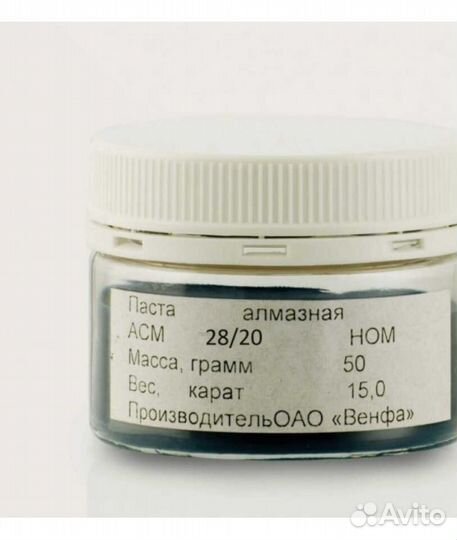 Паста алмазная
АСМ 28/20 НОМ
Масса, грамм 50
Вес, карат 15,0
ПроизводительОАО «Венфа»
Avito